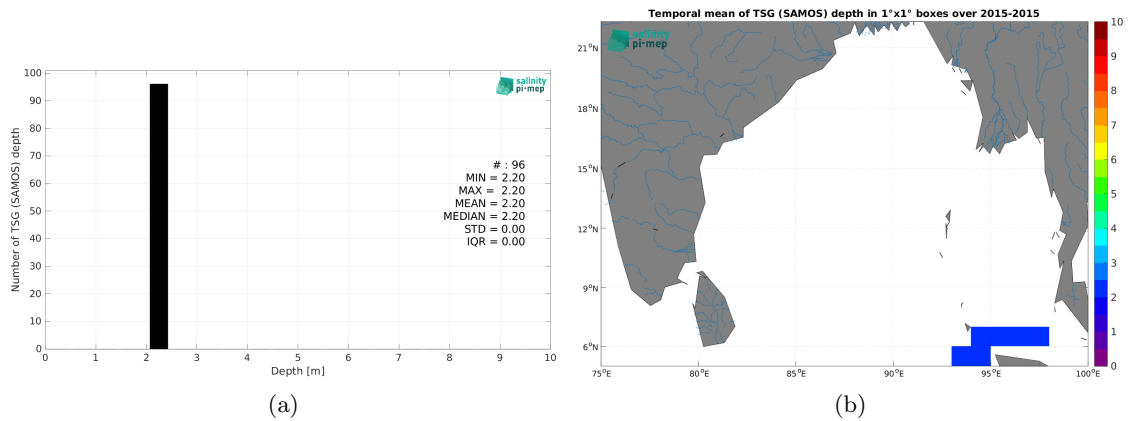 Temporal mean of TSG (SAMOS) depth in 1°x1° boxes over 2015-2015
salinity
pi-mep
Number of TSG (SAMOS) depth
100
90
80
70
60
50
40
30
20
10
0
# : 96
MIN = 2.20
MAX = 2.20
MEAN = 2.20
MEDIAN = 2.20
STD = 0.00
IQR = 0.00
0 1 2 3 4 5 6 7 8 9 10
Depth [m]
(a)
salinity
pi-mep
21°N
18°N
15°N
12°N
9°N
6°N
75°E 80°E 85°E 90°E 95°E 100°E
10
9
8
7
6
5
4
3
2
1
0
(b)